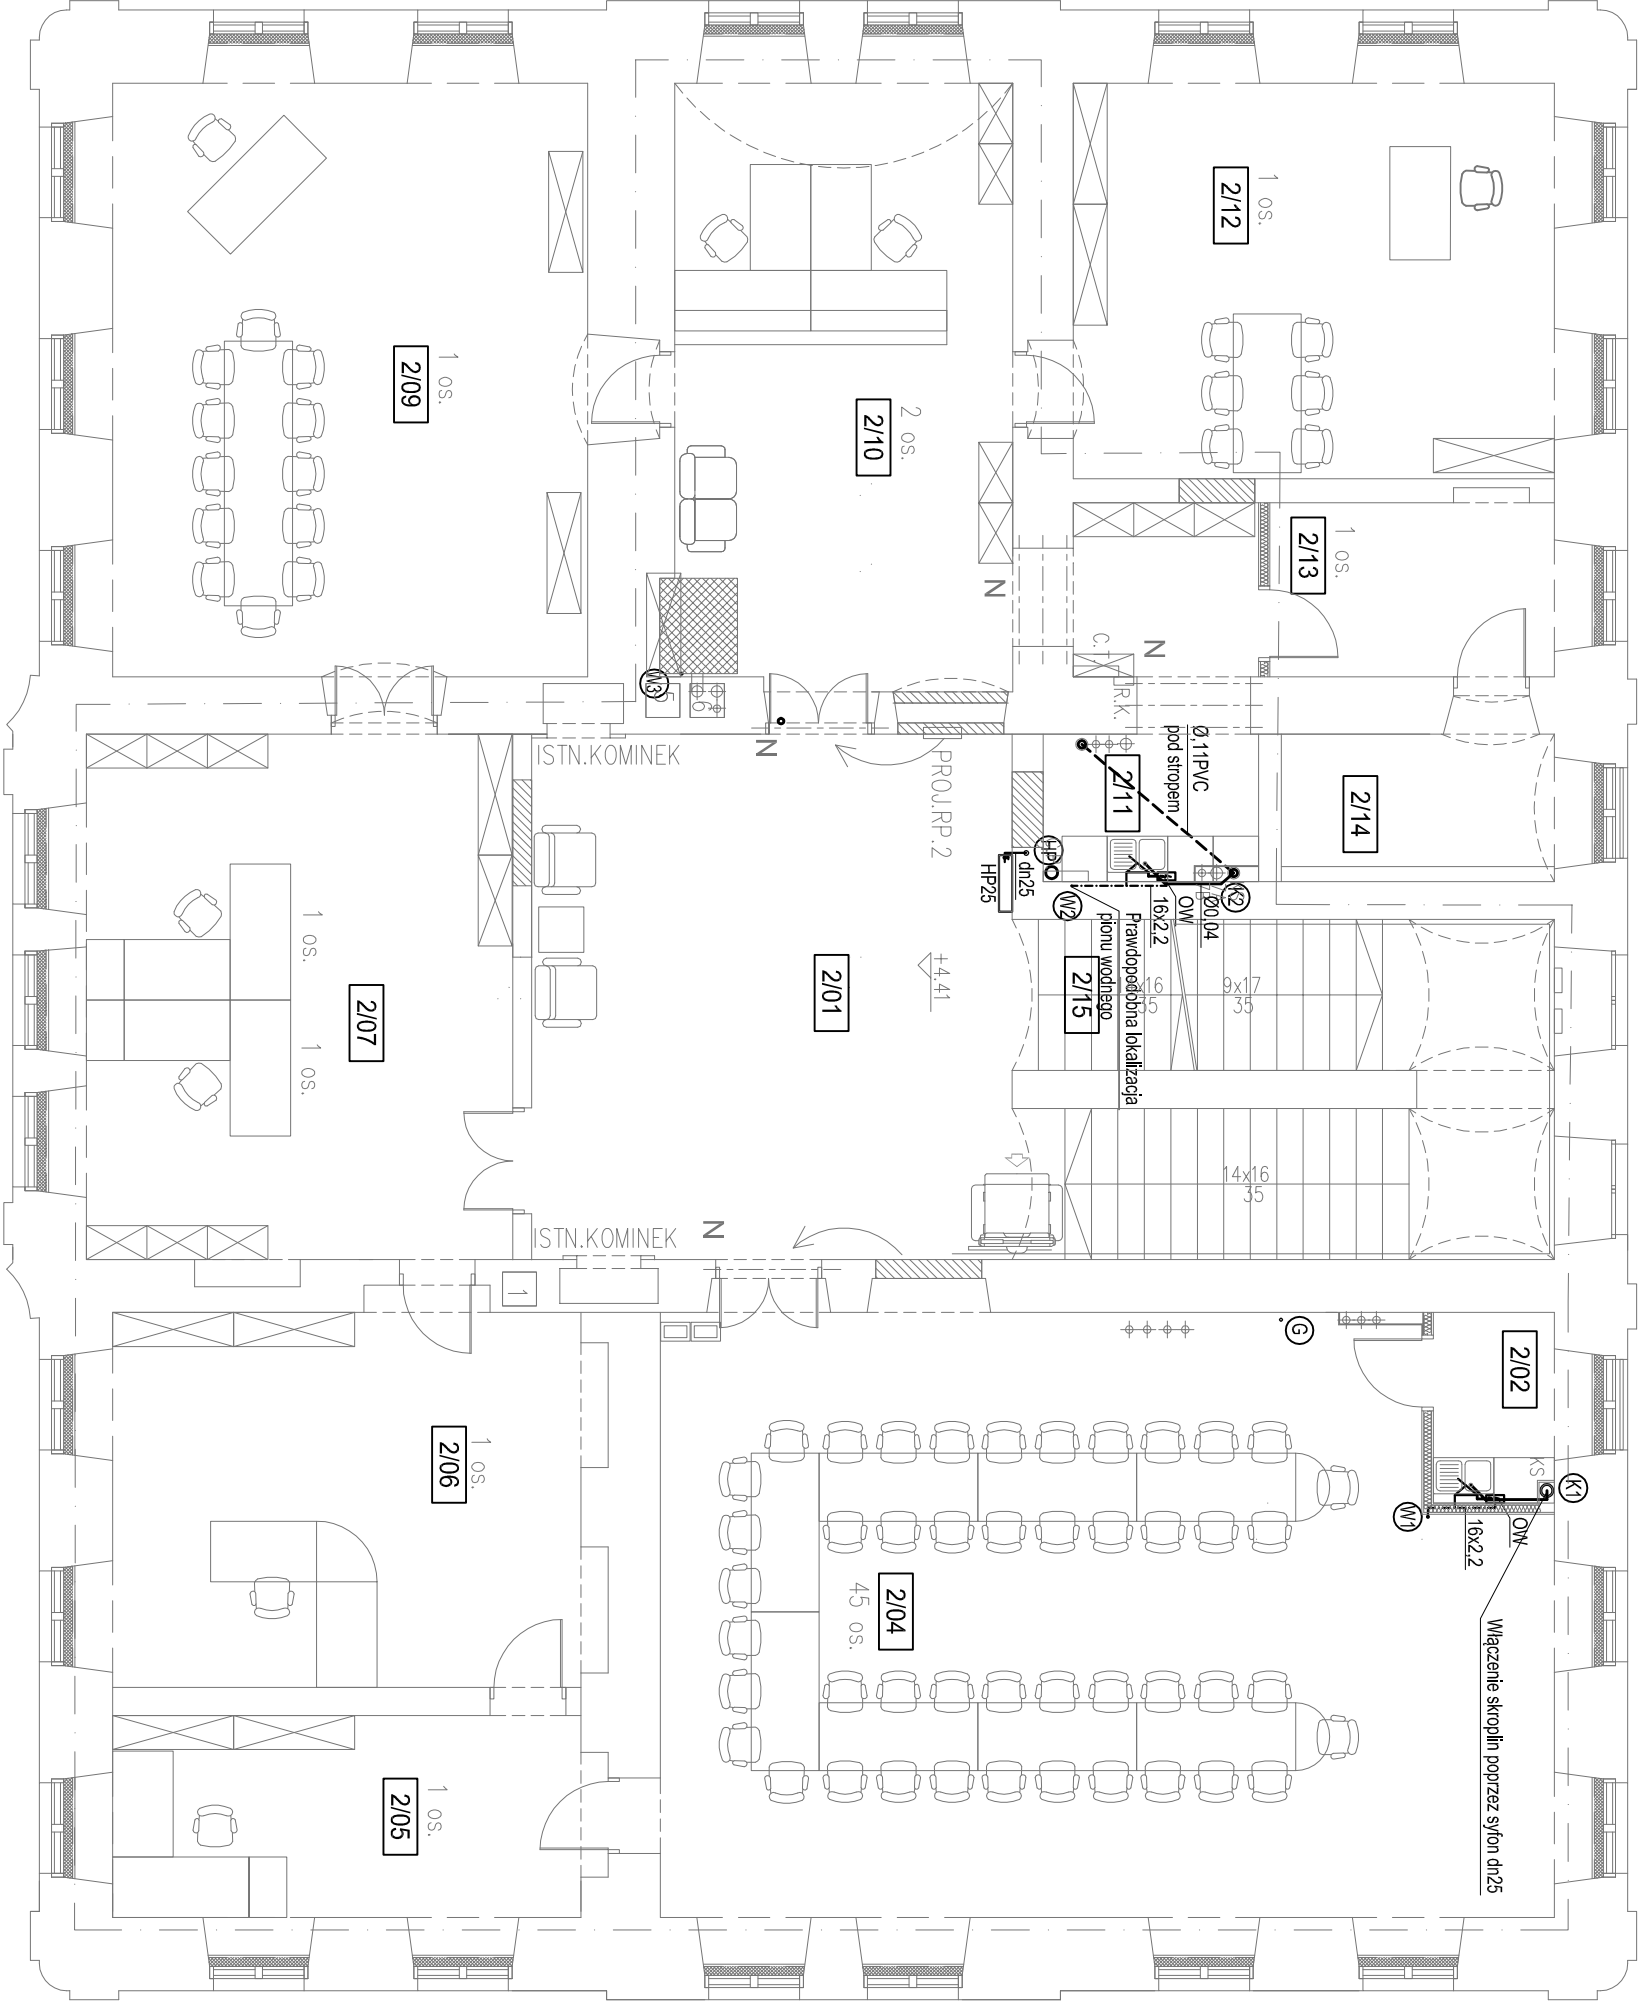 2/12
1 os.
2/09
1 os.
2/10
2 os.
2/13
1 os.
N
N
C.T.
R.K.
W3
ISTN.KOMINEK
N
PROJ.RP.2
Ø,11PVC
pod stropem
2/11
2/14
HP
dn25
HP25
K2
Ø0,04
OW
16x2,2
W2
Prawdopodobna lokalizacja
pionu wodnego
2/15
x16
35
9x17
35
+4.41
2/01
2/07
1 os.
1 os.
14x16
35
ISTN.KOMINEK
N
1
G
2/02
KS
K1
W1
OW
16x2,2
Włączenie skroplin poprzez syfon dn25
2/06
1 os.
2/04
45 os.
2/05
1 os.